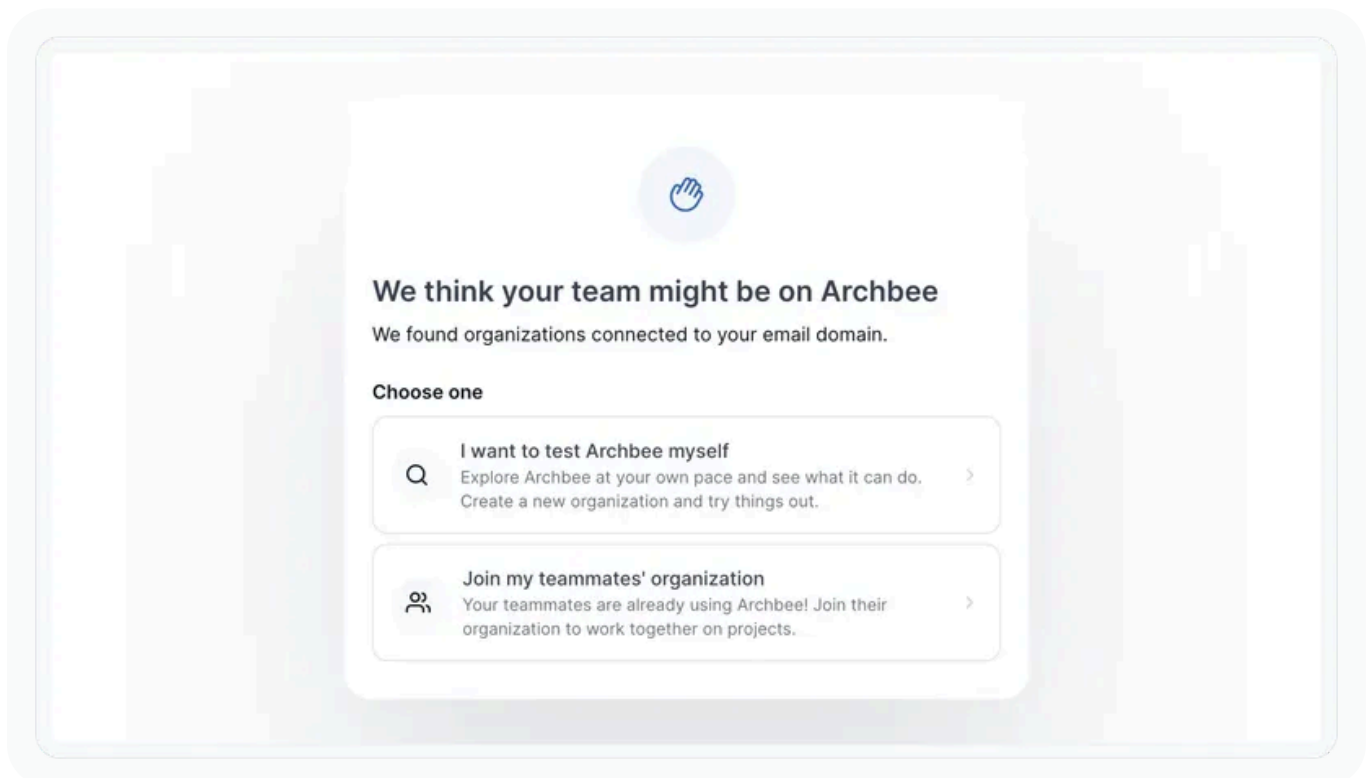 We think your team might be on Archbee
We found organizations connected to your email domain.
Choose one
I want to test Archbee myself
Explore Archbee at your own pace and see what it can do.
Create a new organization and try things out.
Join my teammates' organization
Your teammates are already using Archbee! Join their
organization to work together on projects.